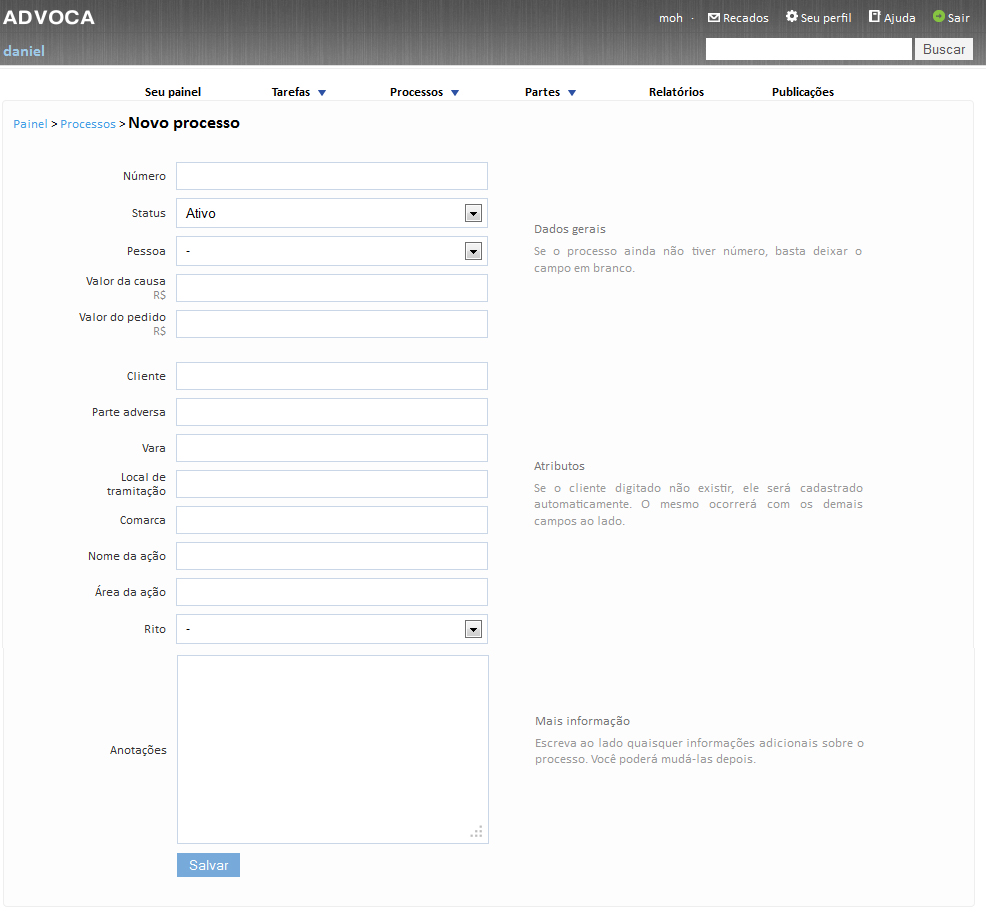 ADVOCA
moh · Recados Seu perfil Ajuda Sair
daniel
Buscar
Seu painel Tarefas Processos Partes Relatórios Publicações
Painel > Processos > Novo processo
Número
Status Ativo
Pessoa -
Valor da causa
R$
Valor do pedido
R$
Dados gerais
Se o processo ainda não tiver número, basta deixar o
campo em branco.
Cliente
Parte adversa
Vara
Local de
tramitação
Comarca
Nome da ação
Área da ação
Rito -
Atributos
Se o cliente digitado não existir, ele será cadastrado
automaticamente. O mesmo ocorrerá com os demais
campos ao lado.
Anotações
Mais informação
Escreva ao lado quaisquer informações adicionais sobre o
processo. Você poderá mudá-las depois.
Salvar